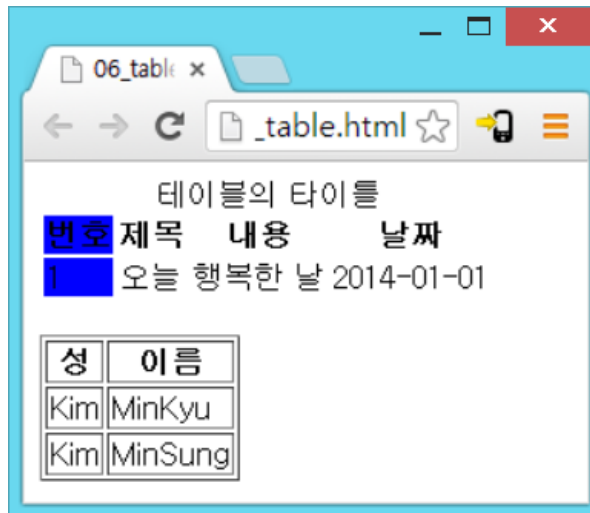 06_table
_table.html
테이블의 타이틀
번호 제목 내용 날짜
1 오늘 행복한 날 2014-01-01
성 이름
Kim MinKyu
Kim MinSung